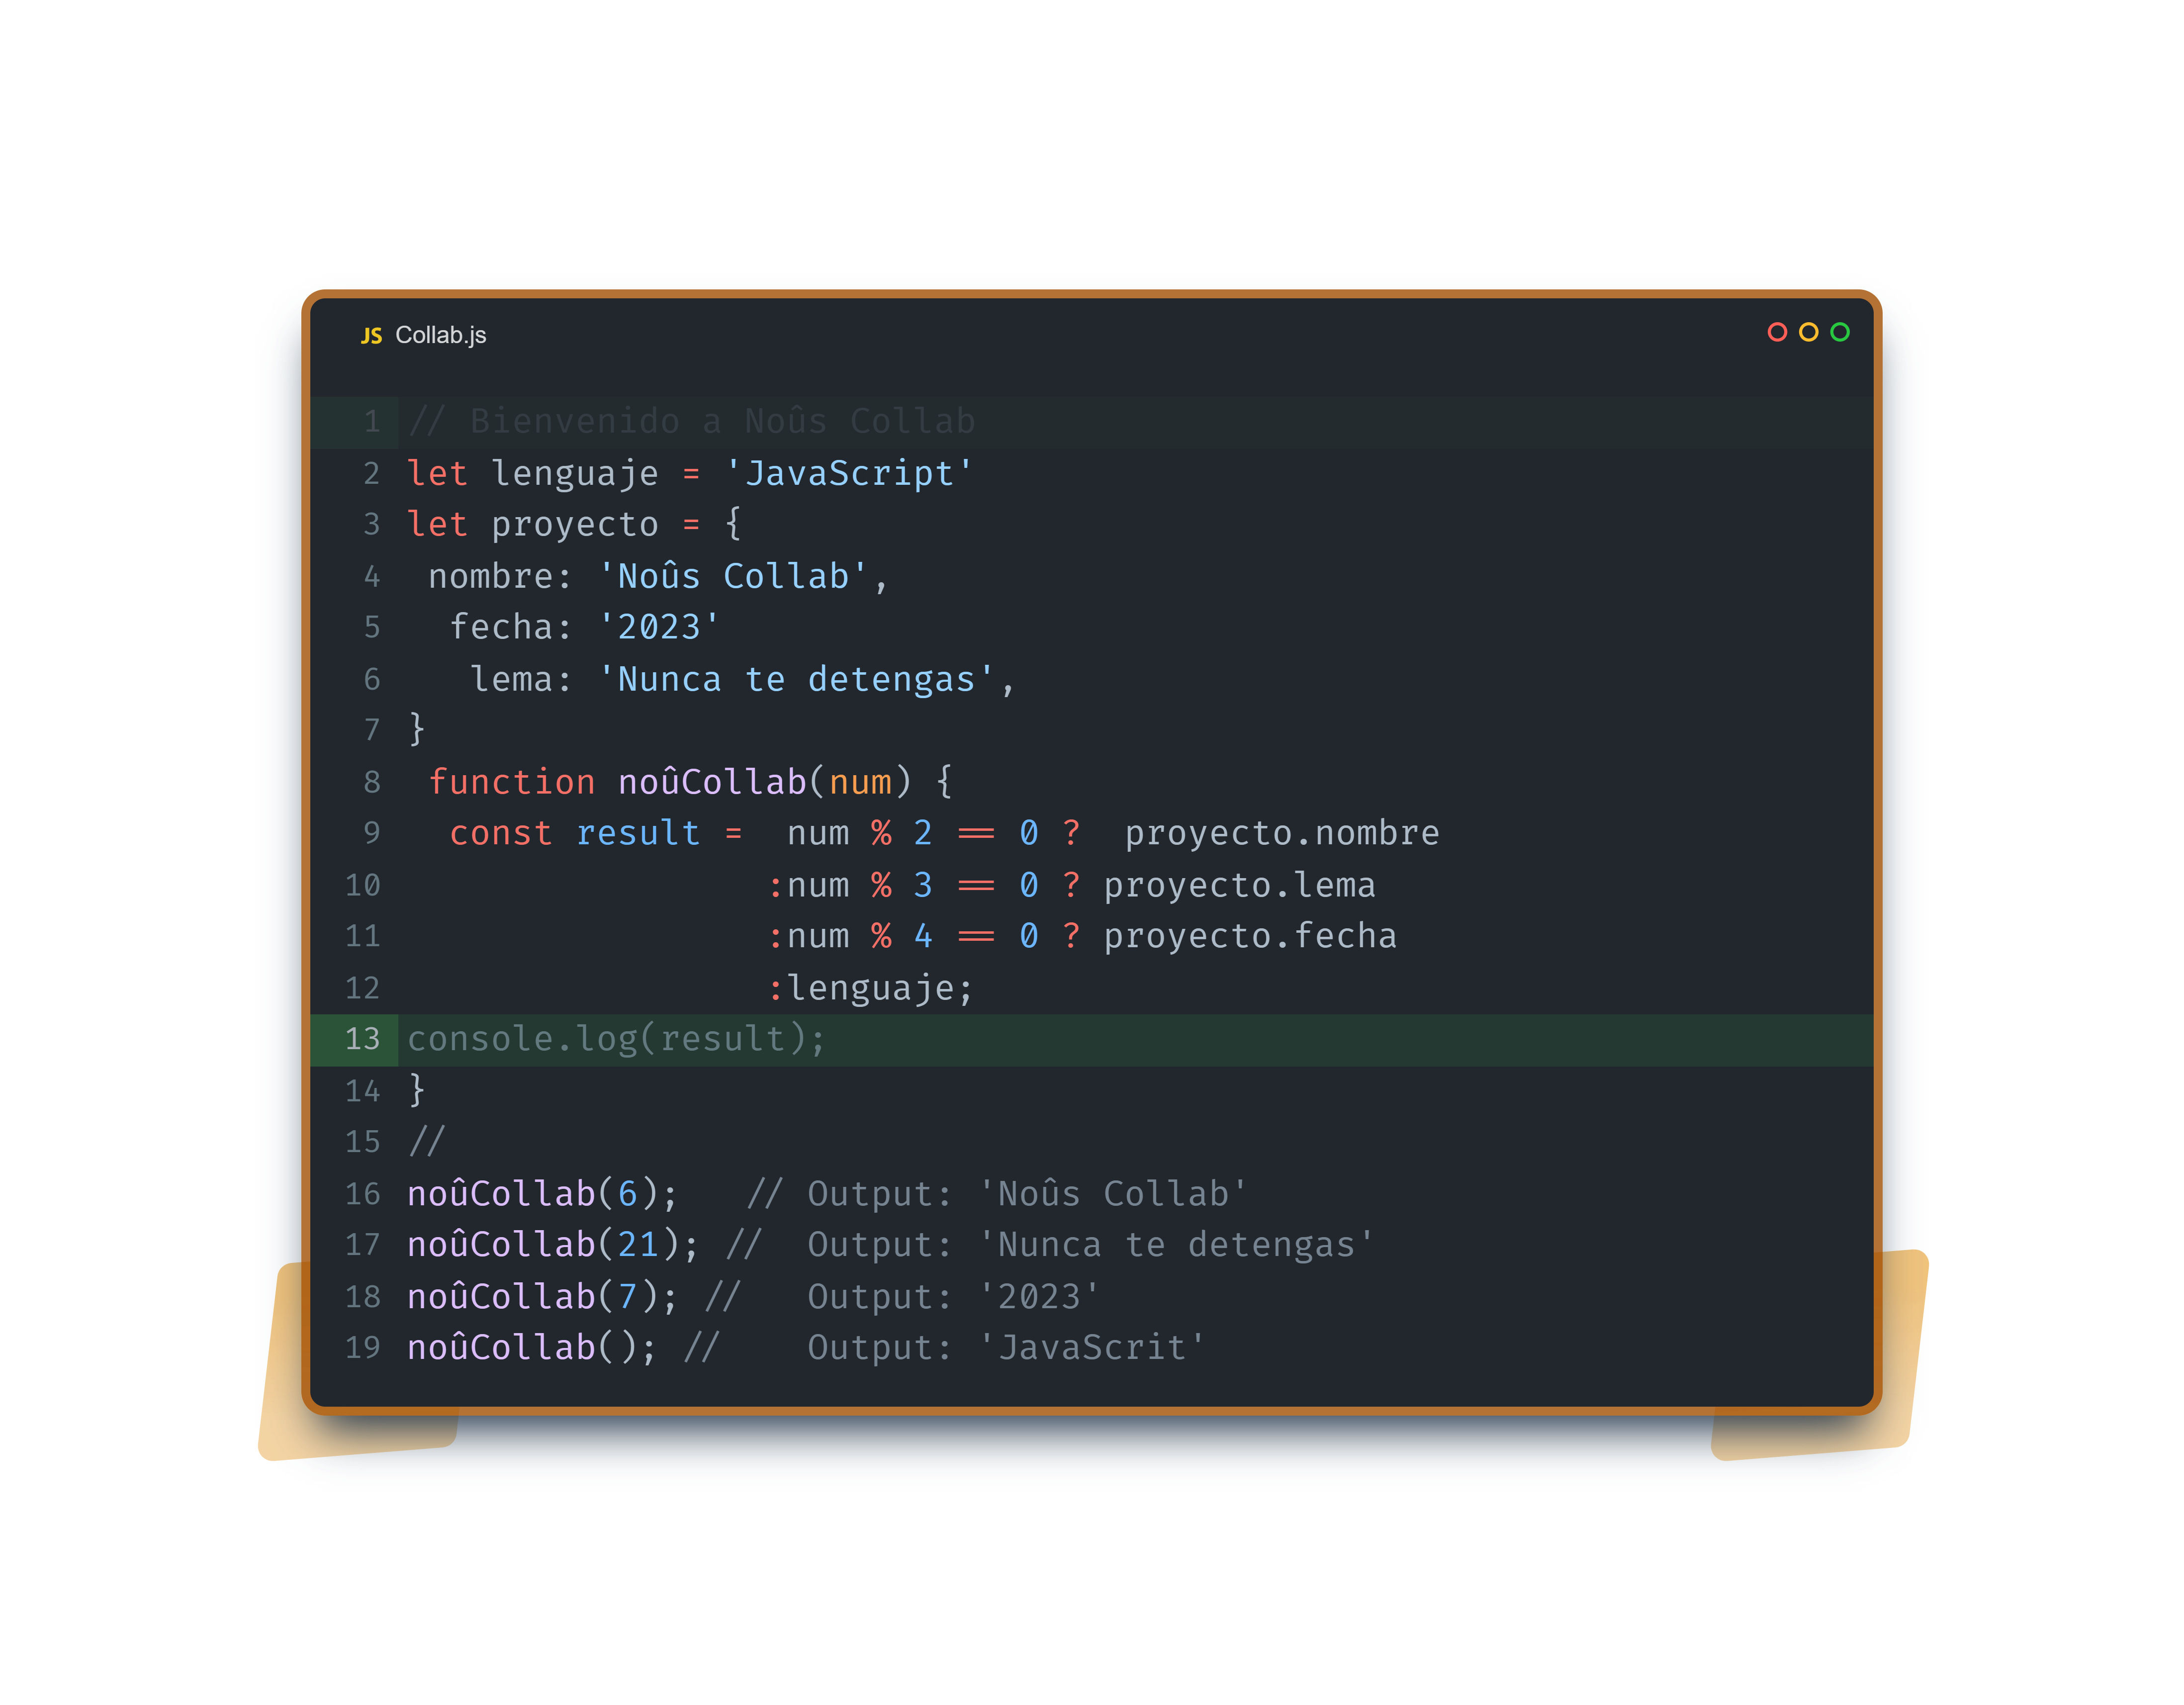 JS Collab.js
1 // Bienvenido a Noûs Collab
2 let lenguaje = 'JavaScript'
3 let proyecto = {
4  nombre: 'Noûs Collab',
5   fecha: '2023'
6    lema: 'Nunca te detengas',
7 }
8  function noûCollab(num) {
9   const result =  num % 2 == 0 ?  proyecto.nombre
10                  :num % 3 == 0 ? proyecto.lema
11                  :num % 4 == 0 ? proyecto.fecha
12                  :lenguaje;
13 console.log(result);
14 }
15 //
16 noûCollab(6);   // Output: 'Noûs Collab'
17 noûCollab(21); //  Output: 'Nunca te detengas'
18 noûCollab(7); //   Output: '2023'
19 noûCollab(); //    Output: 'JavaScrit'